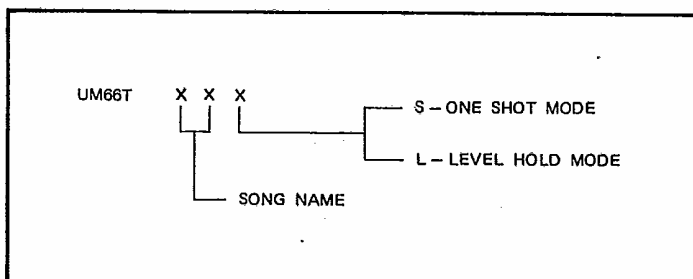 UM66T X X X
S – ONE SHOT MODE
L – LEVEL HOLD MODE
SONG NAME